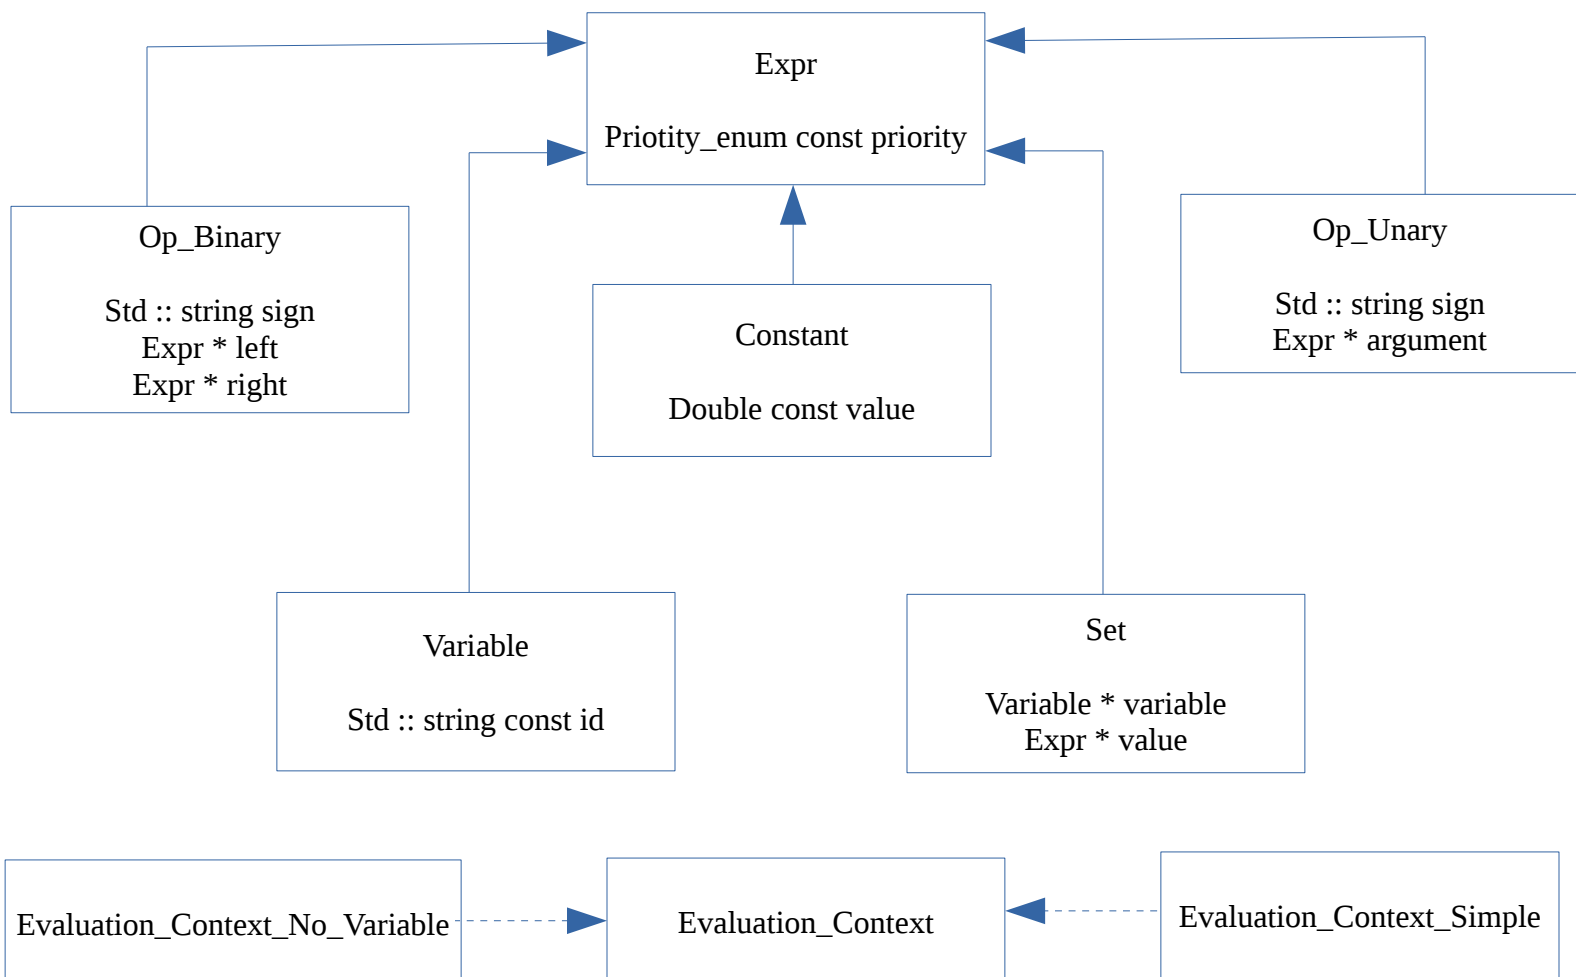 Expr
Priotity_enum const priority
Op_Binary
Std :: string sign
Expr * left
Expr * right
Op_Unary
Std :: string sign
Expr * argument
Constant
Double const value
Variable
Std :: string const id
Set
Variable * variable
Expr * value
Evaluation_Context_No_Variable
Evaluation_Context
Evaluation_Context_Simple